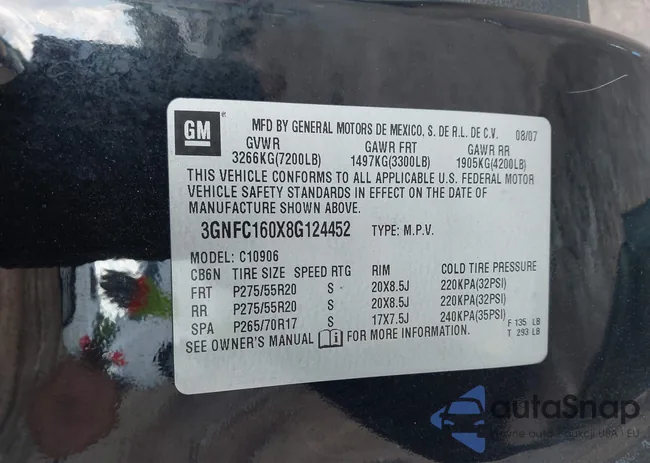 GM
MFD BY GENERAL MOTORS DE MEXICO, S. DE R.L. DE C.V. 08/07
GVWR GAWR FRT GAWR RR
3266KG(7200LB) 1497KG(3300LB) 1905KG(4200LB)
THIS VEHICLE CONFORMS TO ALL APPLICABLE U.S. FEDERAL MOTOR
VEHICLE SAFETY STANDARDS IN EFFECT ON THE DATE OF
MANUFACTURE SHOWN ABOVE.
3GNFC160X8G124452 TYPE: M.P.V.
MODEL: C10906
CB6N TIRE SIZE SPEED RTG RIM COLD TIRE PRESSURE
FRT P275/55R20 S 20X8.5J 220KPA(32PSI)
RR P275/55R20 S 20X8.5J 220KPA(32PSI)
SPA P265/70R17 S 17X7.5J 240KPA(35PSI)
SEE OWNER'S MANUAL FOR MORE INFORMATION.
F 135 LB
T 293 LB
autaSnap
aukcji USA i EU